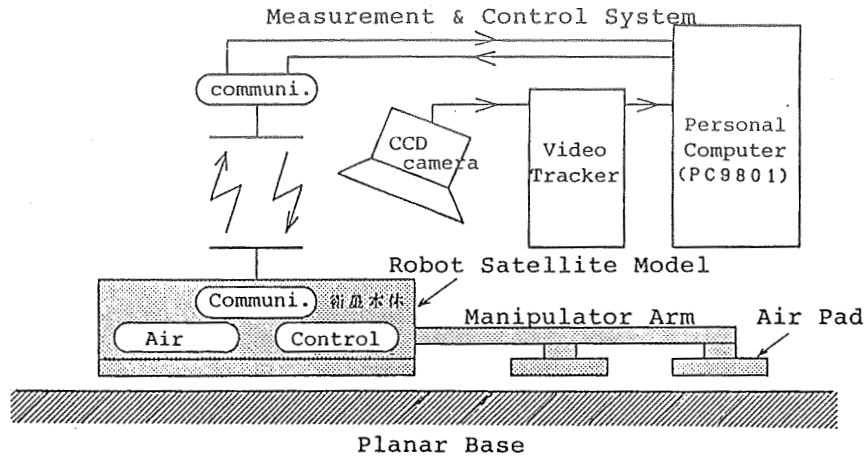 Measurement & Control System
communi.
CCD
camera
Video
Tracker
Personal
Computer
(PC9801)
Robot Satellite Model
Communi.
Air
Control
Manipulator Arm
Air Pad
Planar Base